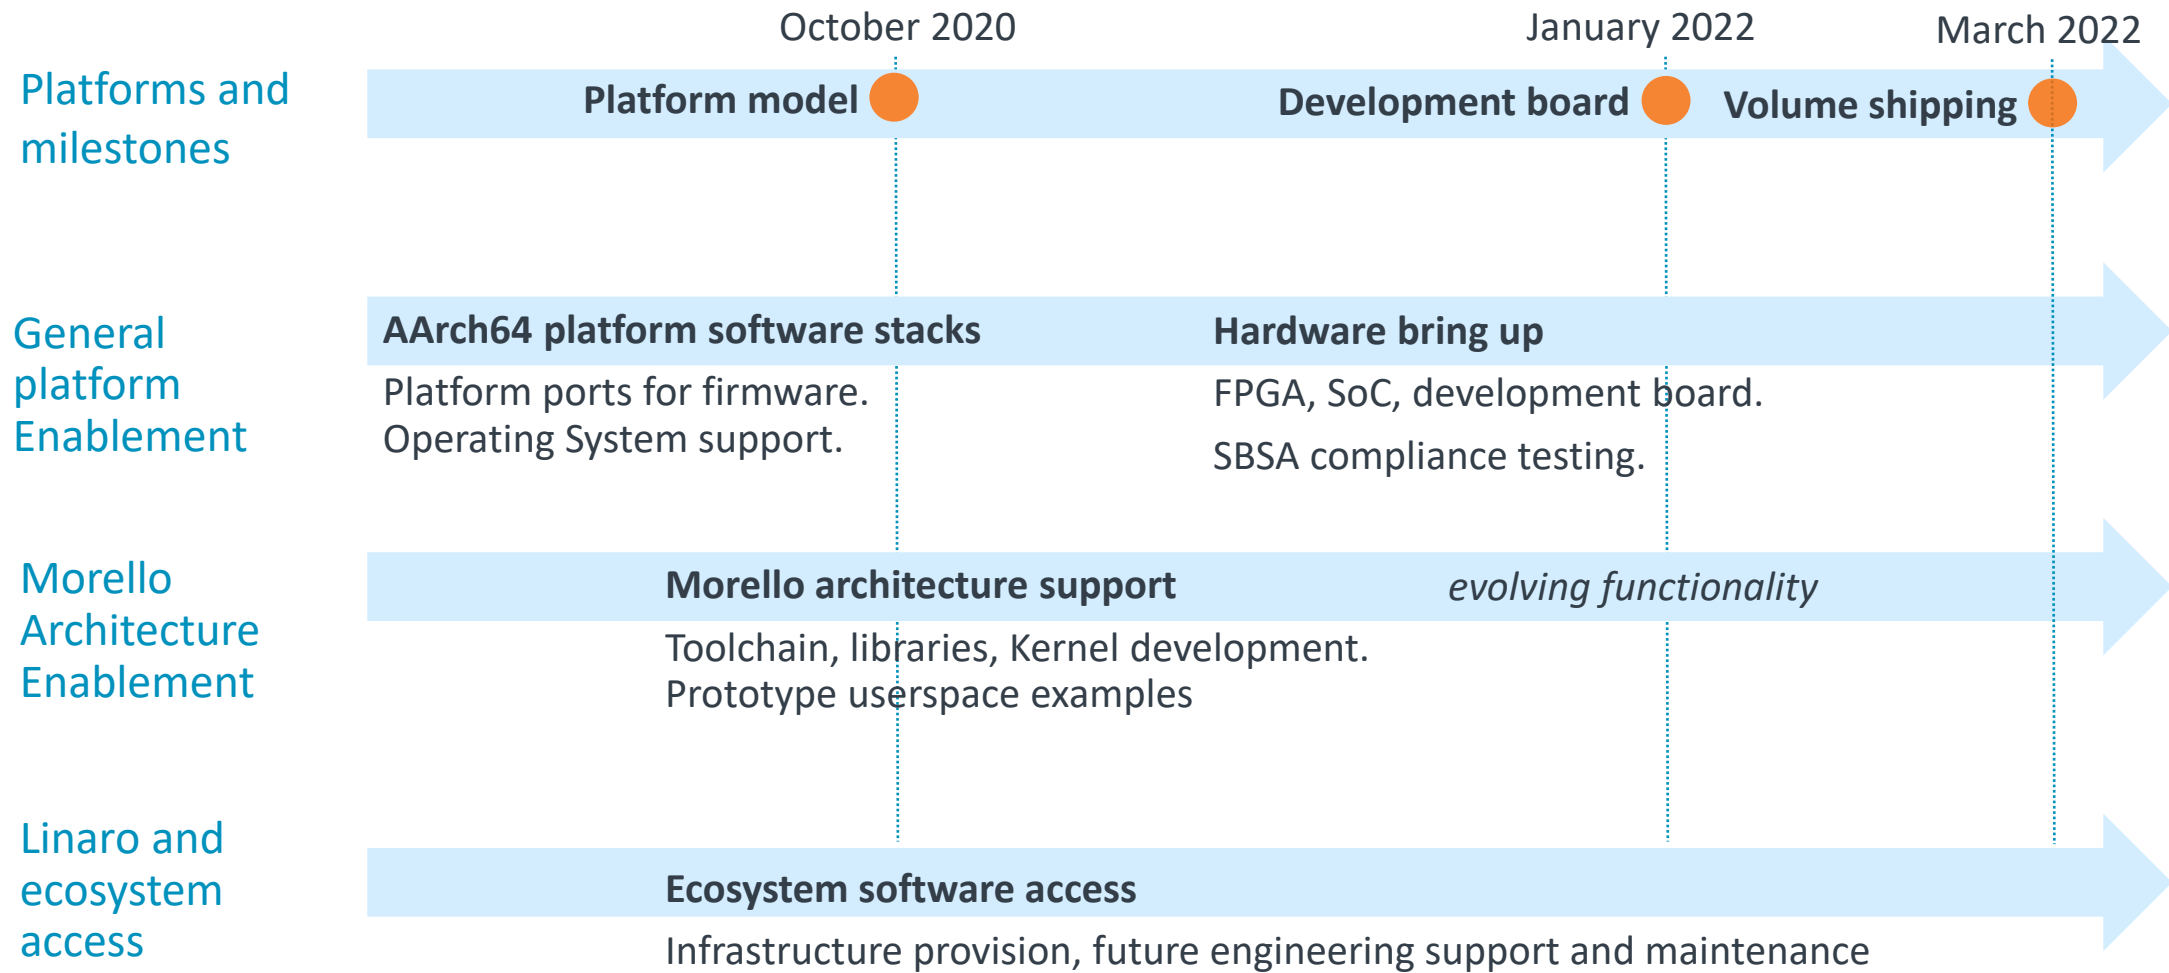 October 2020
January 2022
March 2022
Platforms and
milestones
Platform model
Development board
Volume shipping
General
platform
Enablement
AArch64 platform software stacks
Platform ports for firmware.
Operating System support.
Hardware bring up
FPGA, SoC, development board.
SBSA compliance testing.
Morello
Architecture
Enablement
Morello architecture support
evolving functionality
Toolchain, libraries, Kernel development.
Prototype userspace examples
Linaro and
ecosystem
access
Ecosystem software access
Infrastructure provision, future engineering support and maintenance